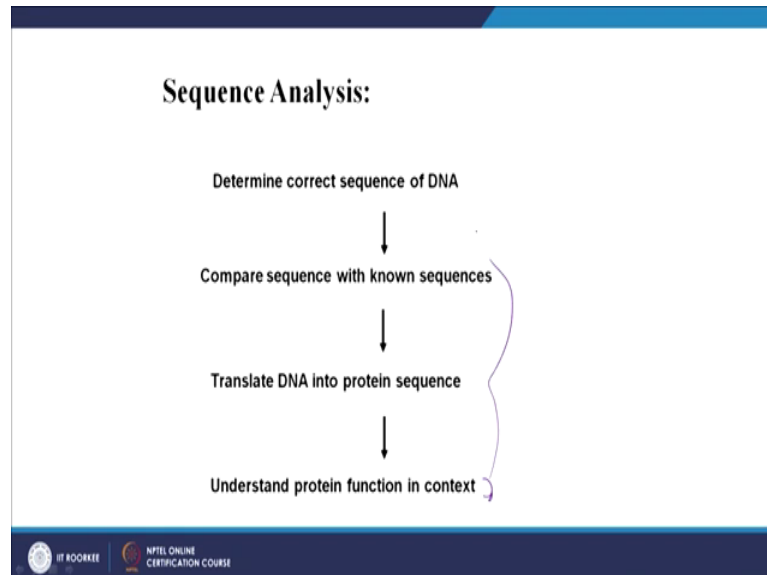 Sequence Analysis:
Determine correct sequence of DNA
Compare sequence with known sequences
Translate DNA into protein sequence
Understand protein function in context
IIT ROORKEE
NPTEL ONLINE
CERTIFICATION COURSE